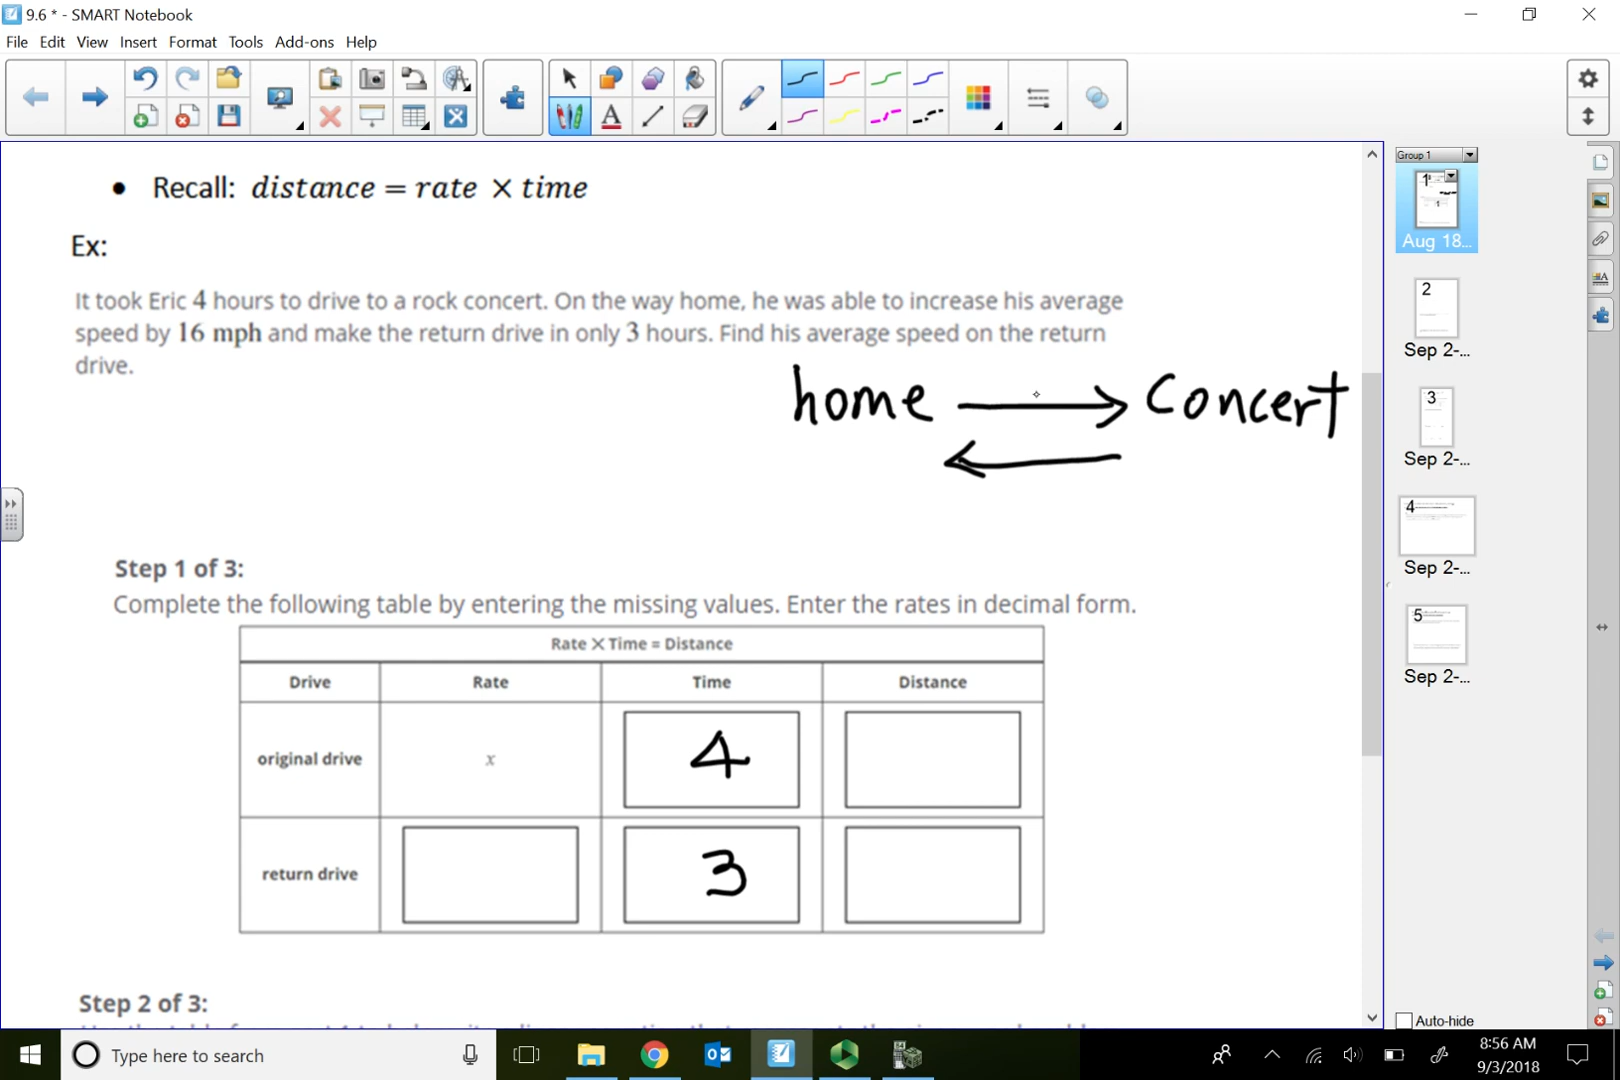 9.6 * - SMART Notebook
File Edit View Insert Format Tools Add-ons Help
• Recall: distance = rate × time
Ex:
It took Eric 4 hours to drive to a rock concert. On the way home, he was able to increase his average
speed by 16 mph and make the return drive in only 3 hours. Find his average speed on the return
drive.
home → Concert
Step 1 of 3:
Complete the following table by entering the missing values. Enter the rates in decimal form.
Rate X Time = Distance
Drive Rate Time Distance
original drive x 4
return drive 3
Step 2 of 3:
Group 1
1
Aug 18...
2
Sep 2-...
3
Sep 2-...
4
Sep 2-...
5
Sep 2-...
Auto-hide
Type here to search
8:56 AM
9/3/2018